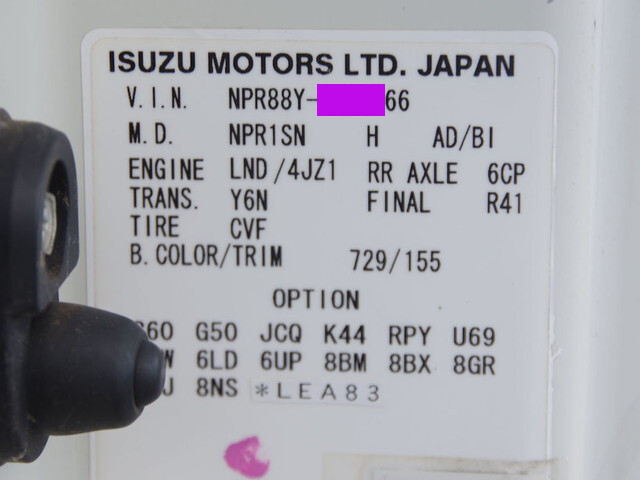 ISUZU MOTORS LTD. JAPAN
V.I.N. NPR88Y- 66
M.D. NPR1SN H AD/BI
ENGINE LND/4JZ1 RR AXLE 6CP
TRANS. Y6N FINAL R41
TIRE CVF
B.COLOR/TRIM 729/155
OPTION
G50 JCQ K44 RPY U69
6LD 6UP 8BM 8BX 8GR
8NS *LEA83